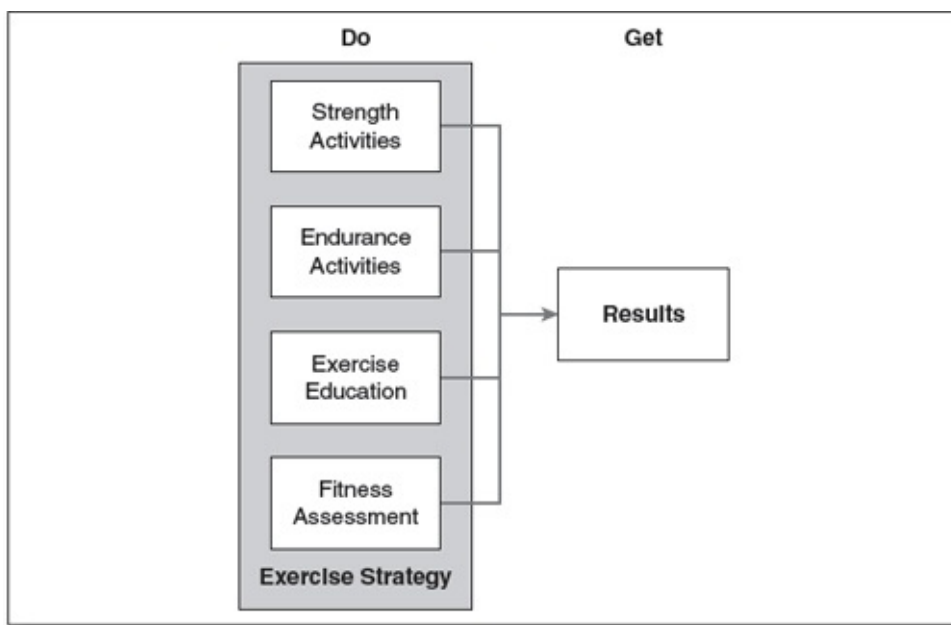 Do
Get
Strength
Activities
Endurance
Activities
Exercise
Education
Fitness
Assessment
Exercise Strategy
Results